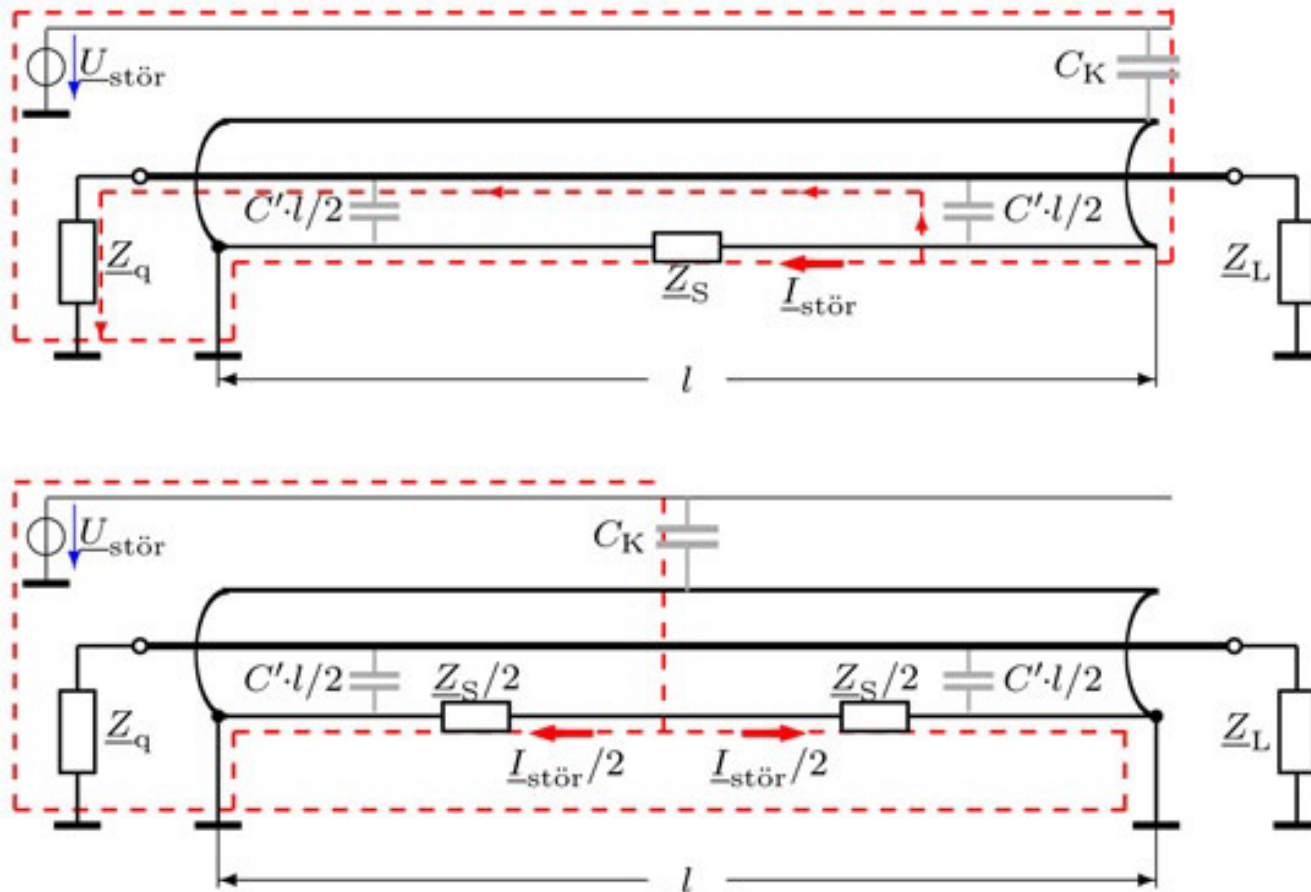 U_stör
C_K
C'·l/2
C'·l/2
Z_q
Z_S
I_stör
Z_L
l
U_stör
C_K
C'·l/2
Z_S/2
Z_S/2
C'·l/2
Z_q
I_stör/2
I_stör/2
Z_L
l